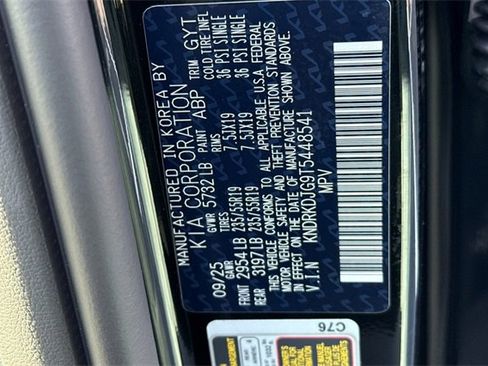 MANUFACTURED IN KOREA BY
KIA CORPORATION
09/25 GVWR 5732 LB PAINT ABP TRIM GYT
GAWR RIMS COLD TIRE INFL
FRONT 2954 LB 235/55R19 7.5JX19 36 PSI SINGLE
REAR 3197 LB 235/55R19 7.5JX19 36 PSI SINGLE
THIS VEHICLE CONFORMS TO ALL APPLICABLE U.S.A FEDERAL
MOTOR VEHICLE SAFETY AND THEFT PREVENTION STANDARDS
IN EFFECT ON THE DATE OF MANUFACTURE SHOWN ABOVE.
V.I.N KNDRKDJG9T5448541
MPV
C76